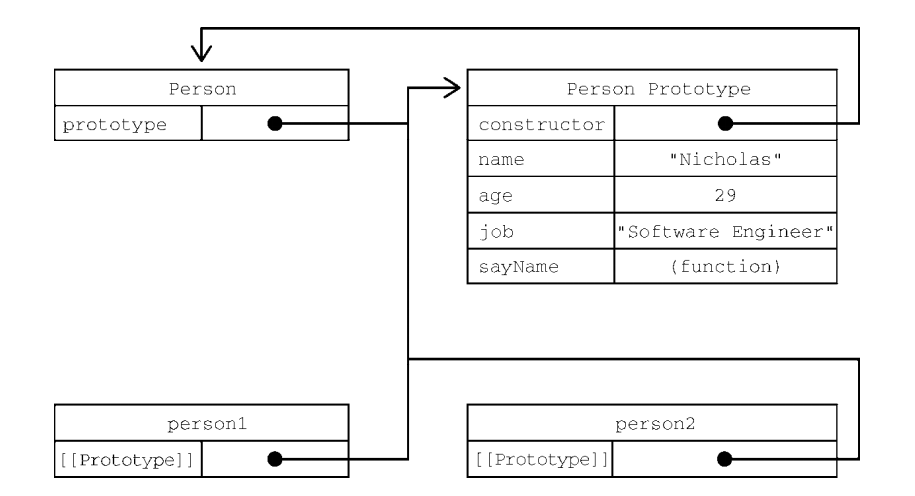 Person
prototype
Person Prototype
constructor
name "Nicholas"
age 29
job "Software Engineer"
sayName (function)
person1
[[Prototype]]
person2
[[Prototype]]